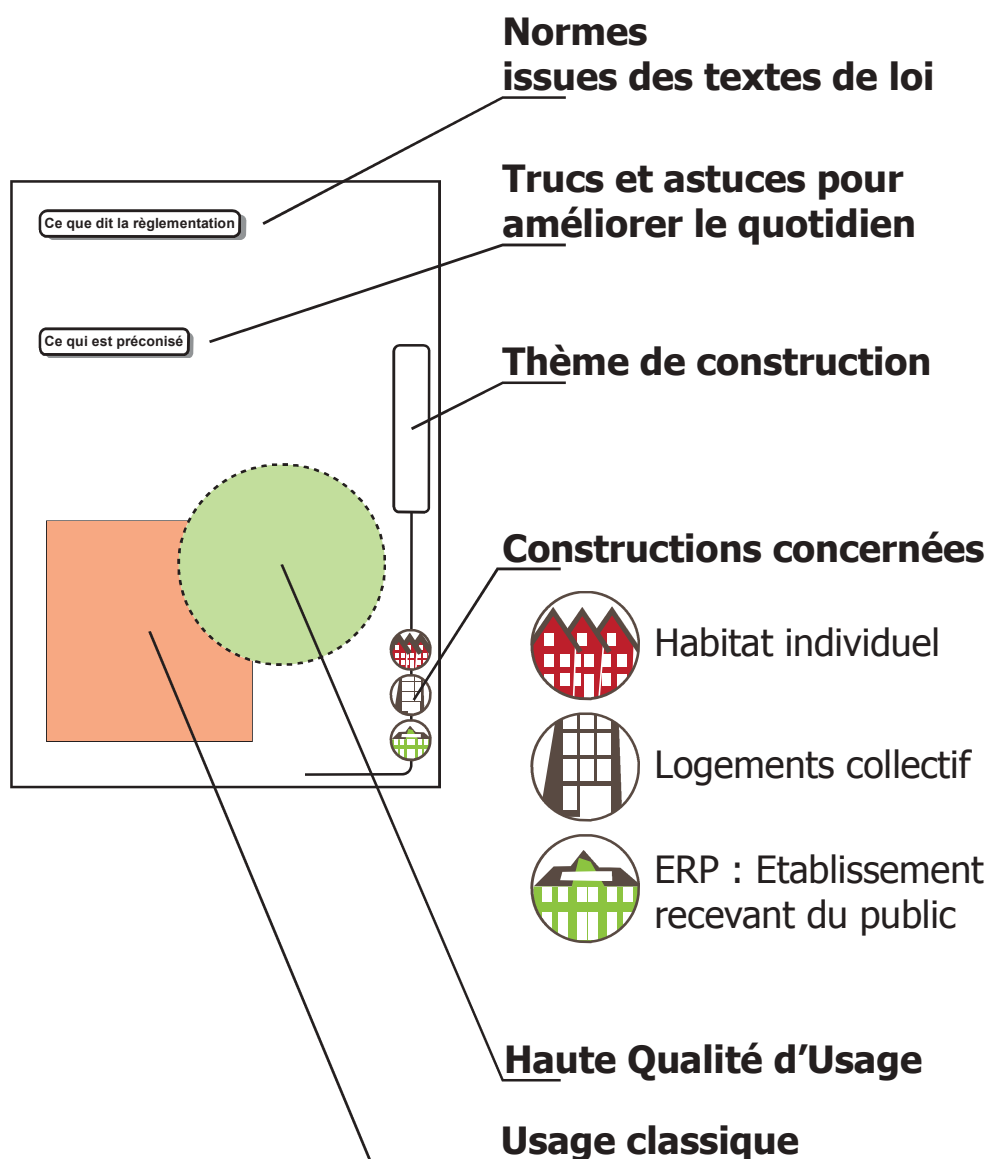 Normes
issues des textes de loi
Ce que dit la règlementation
Trucs et astuces pour
améliorer le quotidien
Ce qui est préconisé
Thème de construction
Constructions concernées
Habitat individuel
Logements collectif
ERP : Etablissement
recevant du public
Haute Qualité d’Usage
Usage classique